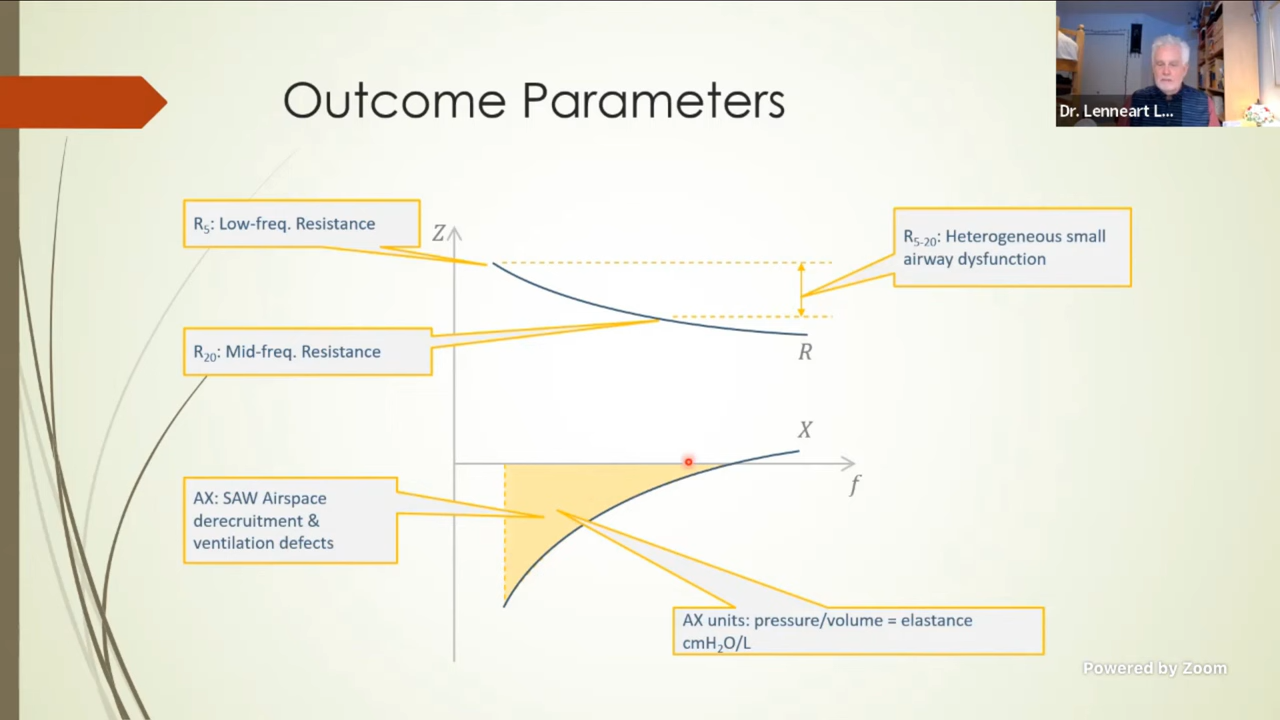 Outcome Parameters
Dr. Lenneart L...
R₅: Low-freq. Resistance
Z
R₅₋₂₀: Heterogeneous small
airway dysfunction
R₂₀: Mid-freq. Resistance
R
X
f
AX: SAW Airspace
derecruitment &
ventilation defects
AX units: pressure/volume = elastance
cmH₂O/L
Powered by Zoom